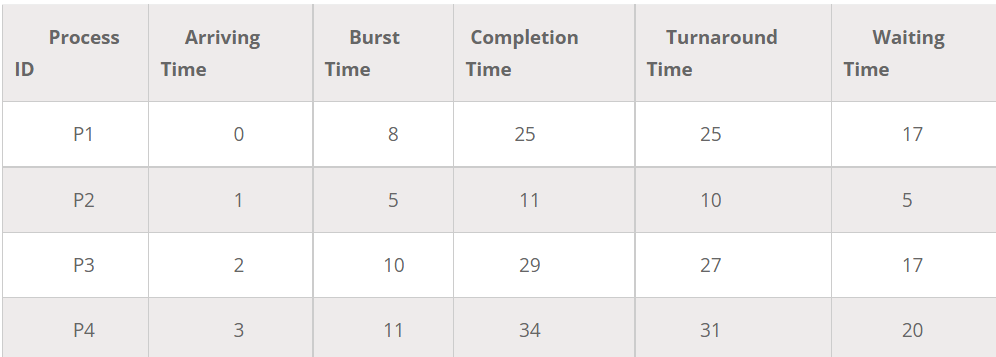 Process Arriving Burst Completion Turnaround Waiting
ID Time Time Time Time Time
P1 0 8 25 25 17
P2 1 5 11 10 5
P3 2 10 29 27 17
P4 3 11 34 31 20